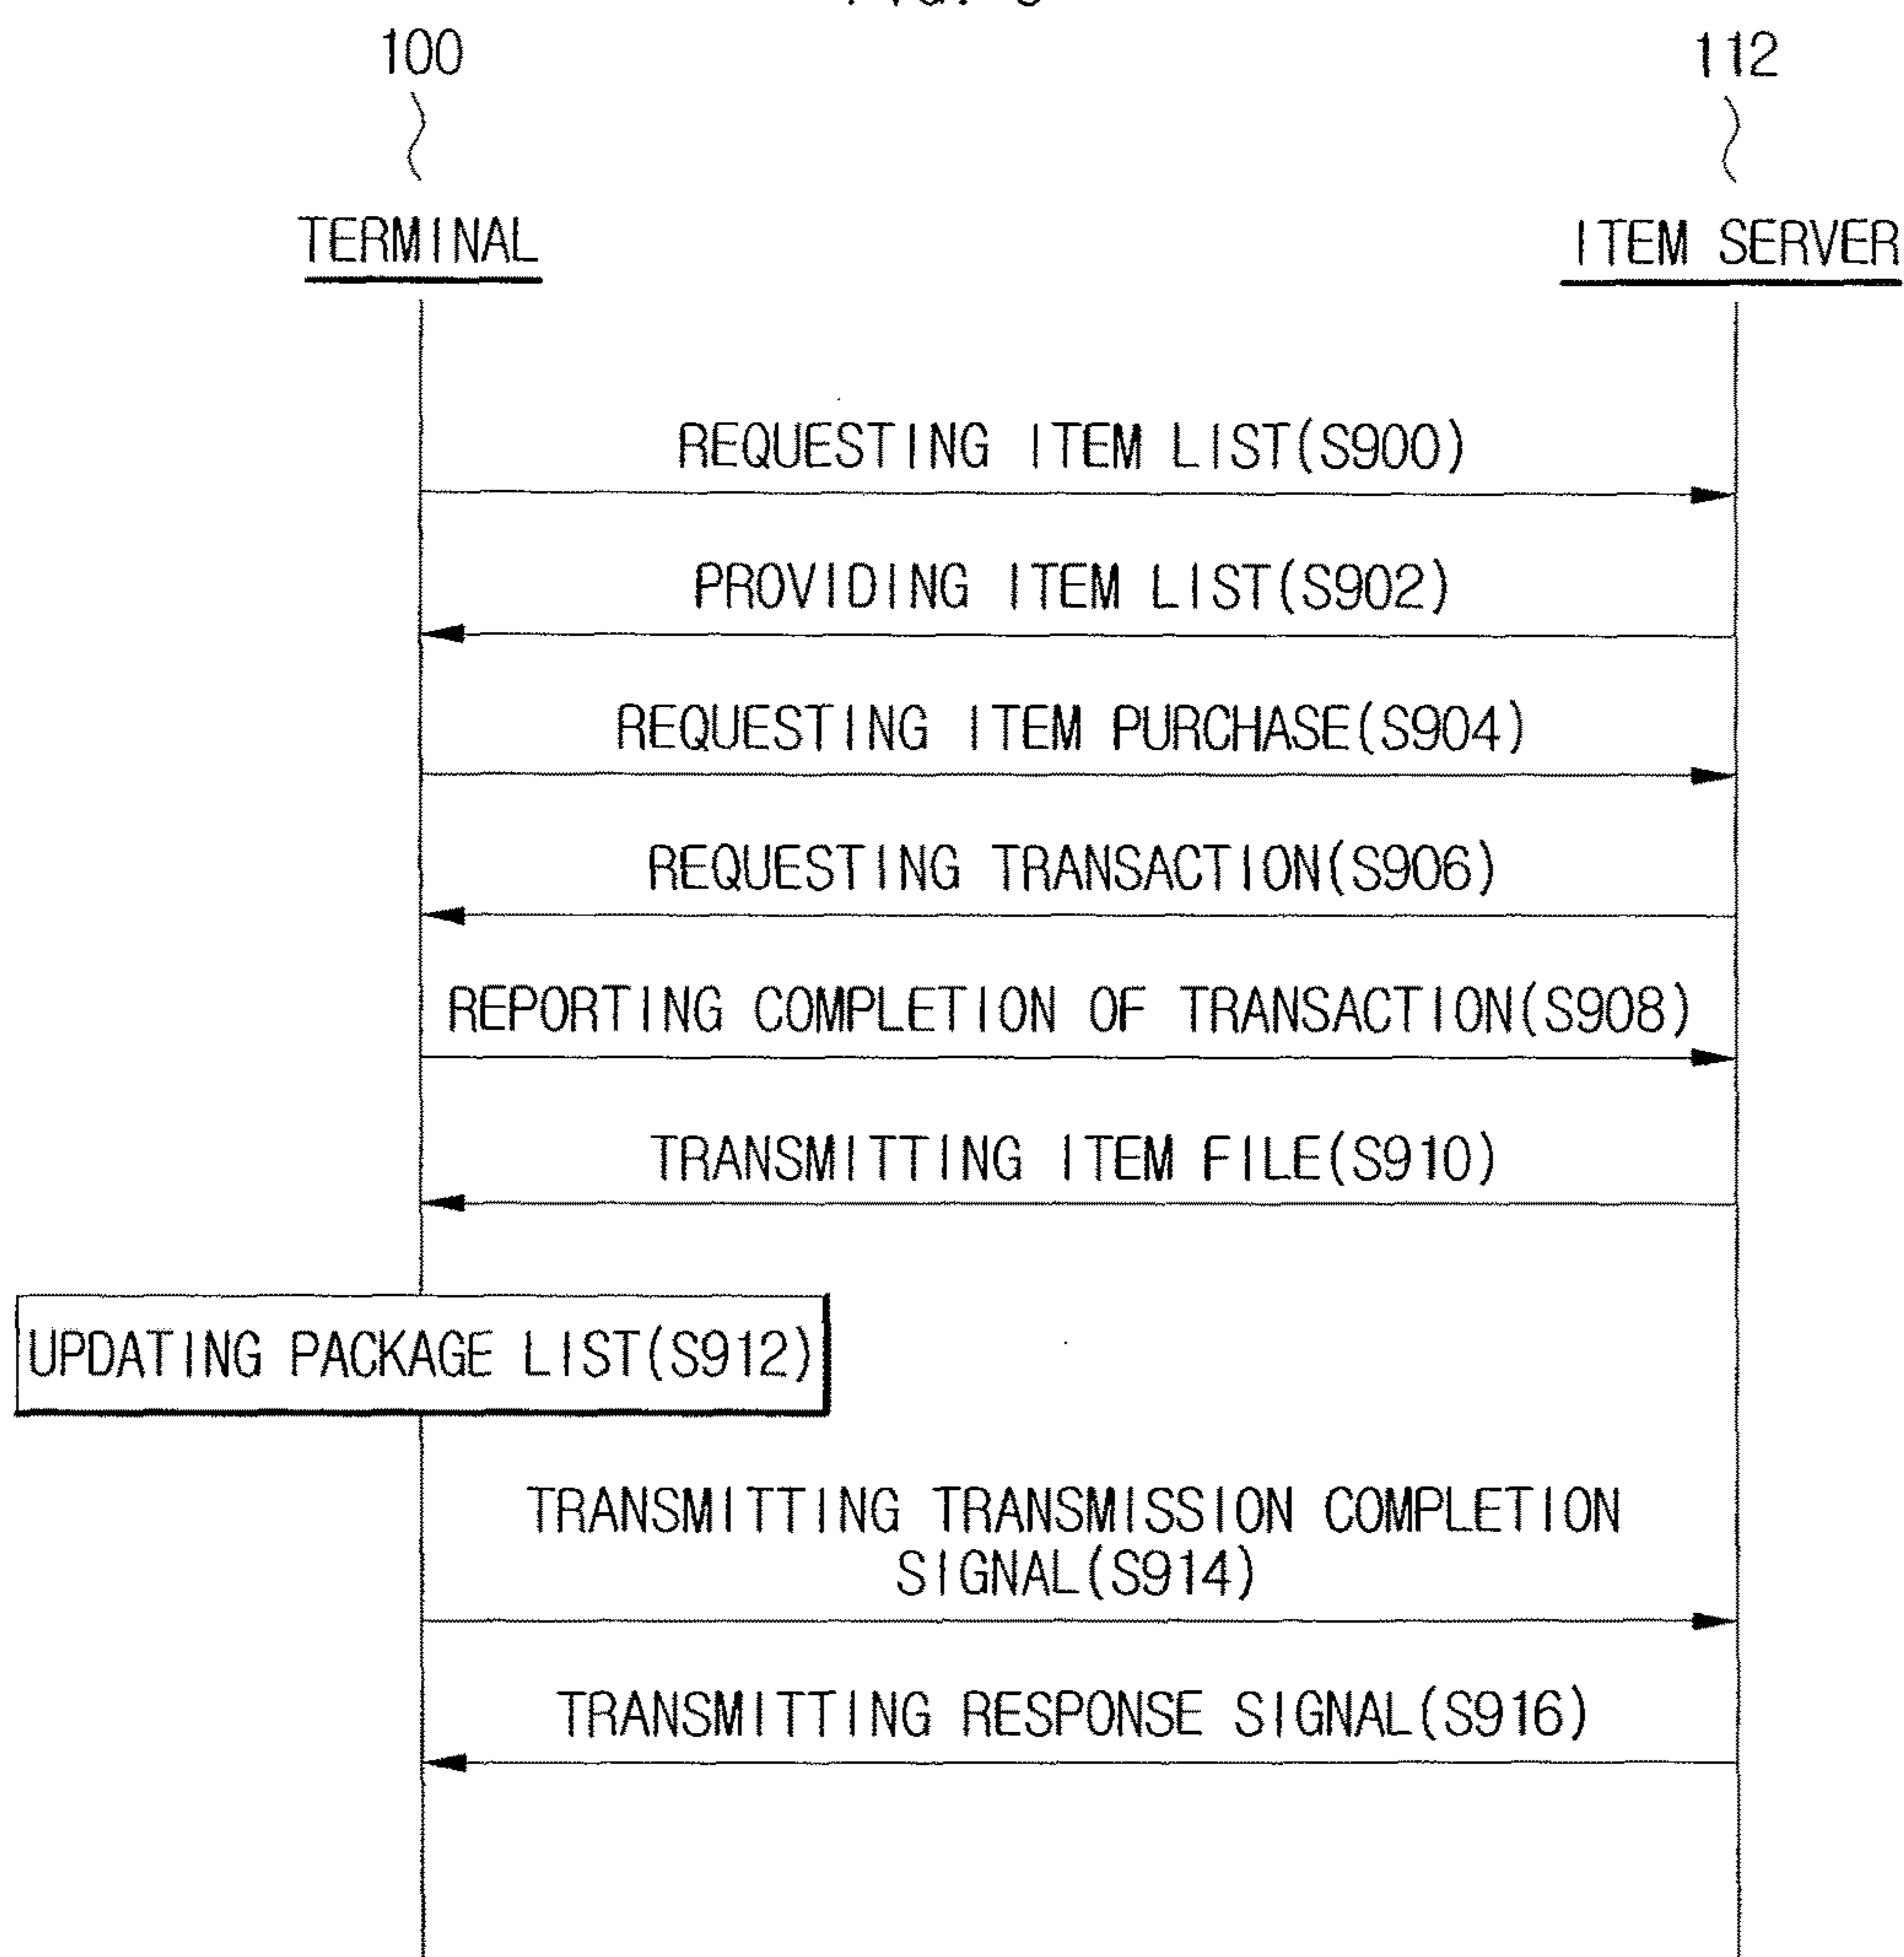 100 112
TERMINAL ITEM SERVER
REQUESTING ITEM LIST(S900)
PROVIDING ITEM LIST(S902)
REQUESTING ITEM PURCHASE(S904)
REQUESTING TRANSACTION(S906)
REPORTING COMPLETION OF TRANSACTION(S908)
TRANSMITTING ITEM FILE(S910)
UPDATING PACKAGE LIST(S912)
TRANSMITTING TRANSMISSION COMPLETION
SIGNAL(S914)
TRANSMITTING RESPONSE SIGNAL(S916)